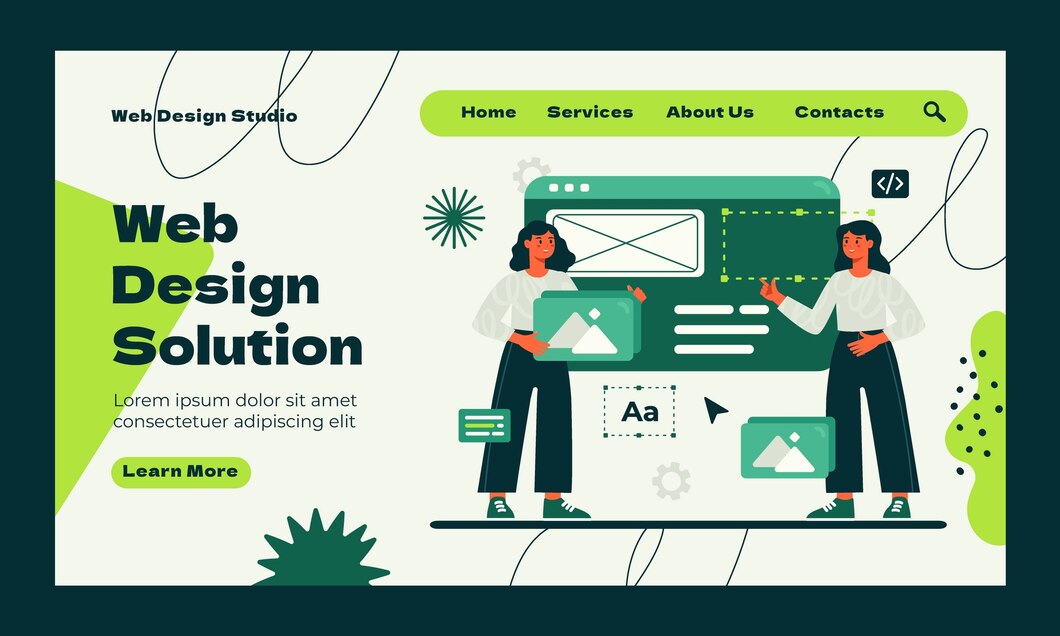 Web Design Studio
Home Services About Us Contacts
</>
Web
Design
Solution
Lorem ipsum dolor sit amet
consectetuer adipiscing elit
Learn More
Aa